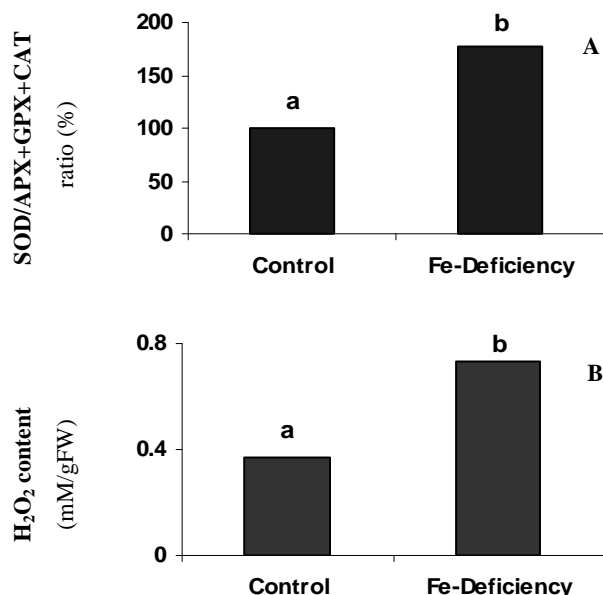 SOD/APX+GPX+CAT
ratio (%)
200
150
100
50
0
a
b
A
Control Fe-Deficiency
H₂O₂ content
(mM/gFW)
0.8
0.4
0
a
b
B
Control Fe-Deficiency